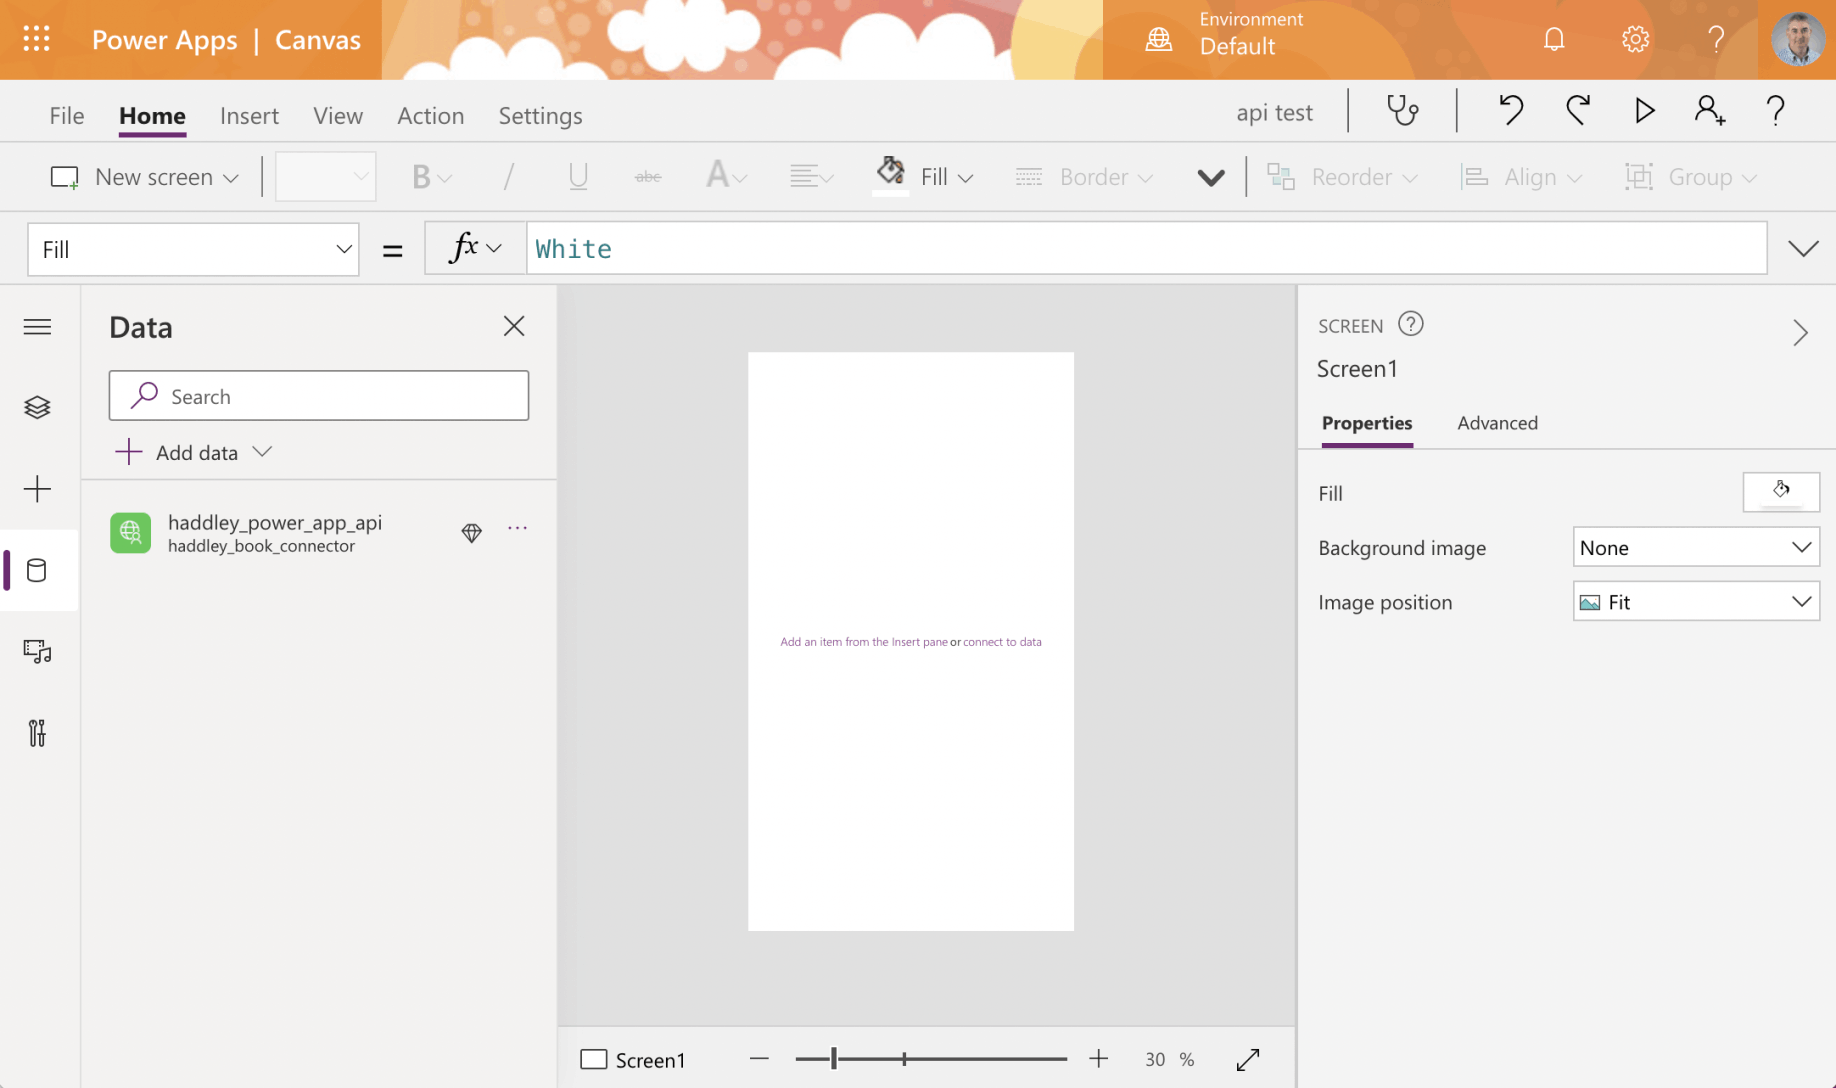 Power Apps | Canvas
Environment
Default
File Home Insert View Action Settings
api test
New screen
B / U abc A
Fill
Border
Reorder
Align
Group
Fill
=
fx
White
Data
Search
Add data
haddley_power_app_api
haddley_book_connector
Add an item from the Insert pane or connect to data
SCREEN
Screen1
Properties Advanced
Fill
Background image
None
Image position
Fit
Screen1
30 %